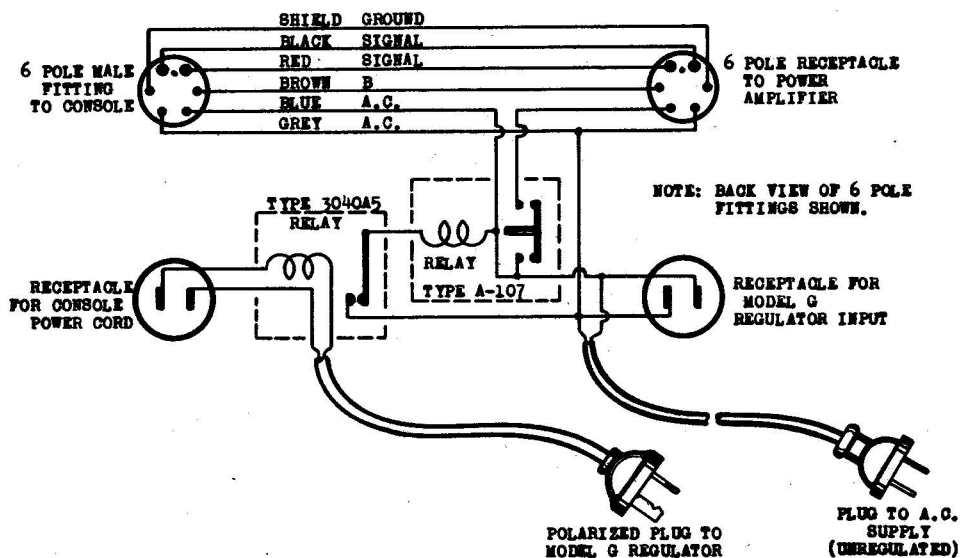 SHIELD GROUND
BLACK SIGNAL
RED SIGNAL
BROWN B
BLUE A.C.
GREY A.C.
6 POLE MALE
FITTING
TO CONSOLE
6 POLE RECEPTACLE
TO POWER
AMPLIFIER
NOTE: BACK VIEW OF 6 POLE
FITTINGS SHOWN.
TYPE 3040A5
RELAY
RELAY
TYPE A-107
RECEPTACLE
FOR CONSOLE
POWER CORD
RECEPTACLE FOR
MODEL G
REGULATOR INPUT
POLARIZED PLUG TO
MODEL G REGULATOR
PLUG TO A.C.
SUPPLY
(UNREGULATED)